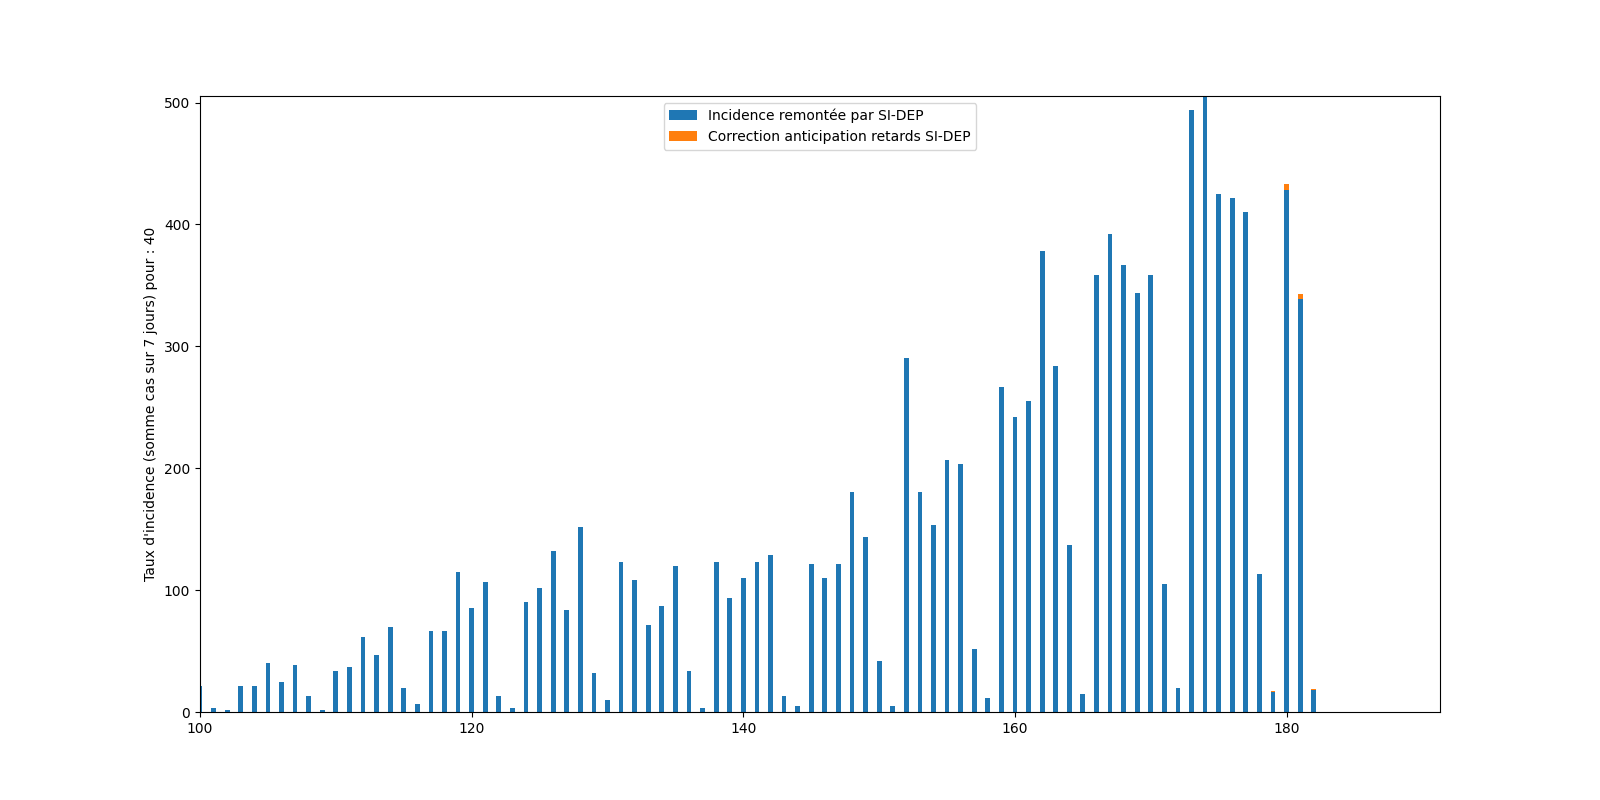 Incidence remontée par SI-DEP
Correction anticipation retards SI-DEP
Taux d'incidence (somme cas sur 7 jours) pour : 40
500
400
300
200
100
0
100 120 140 160 180